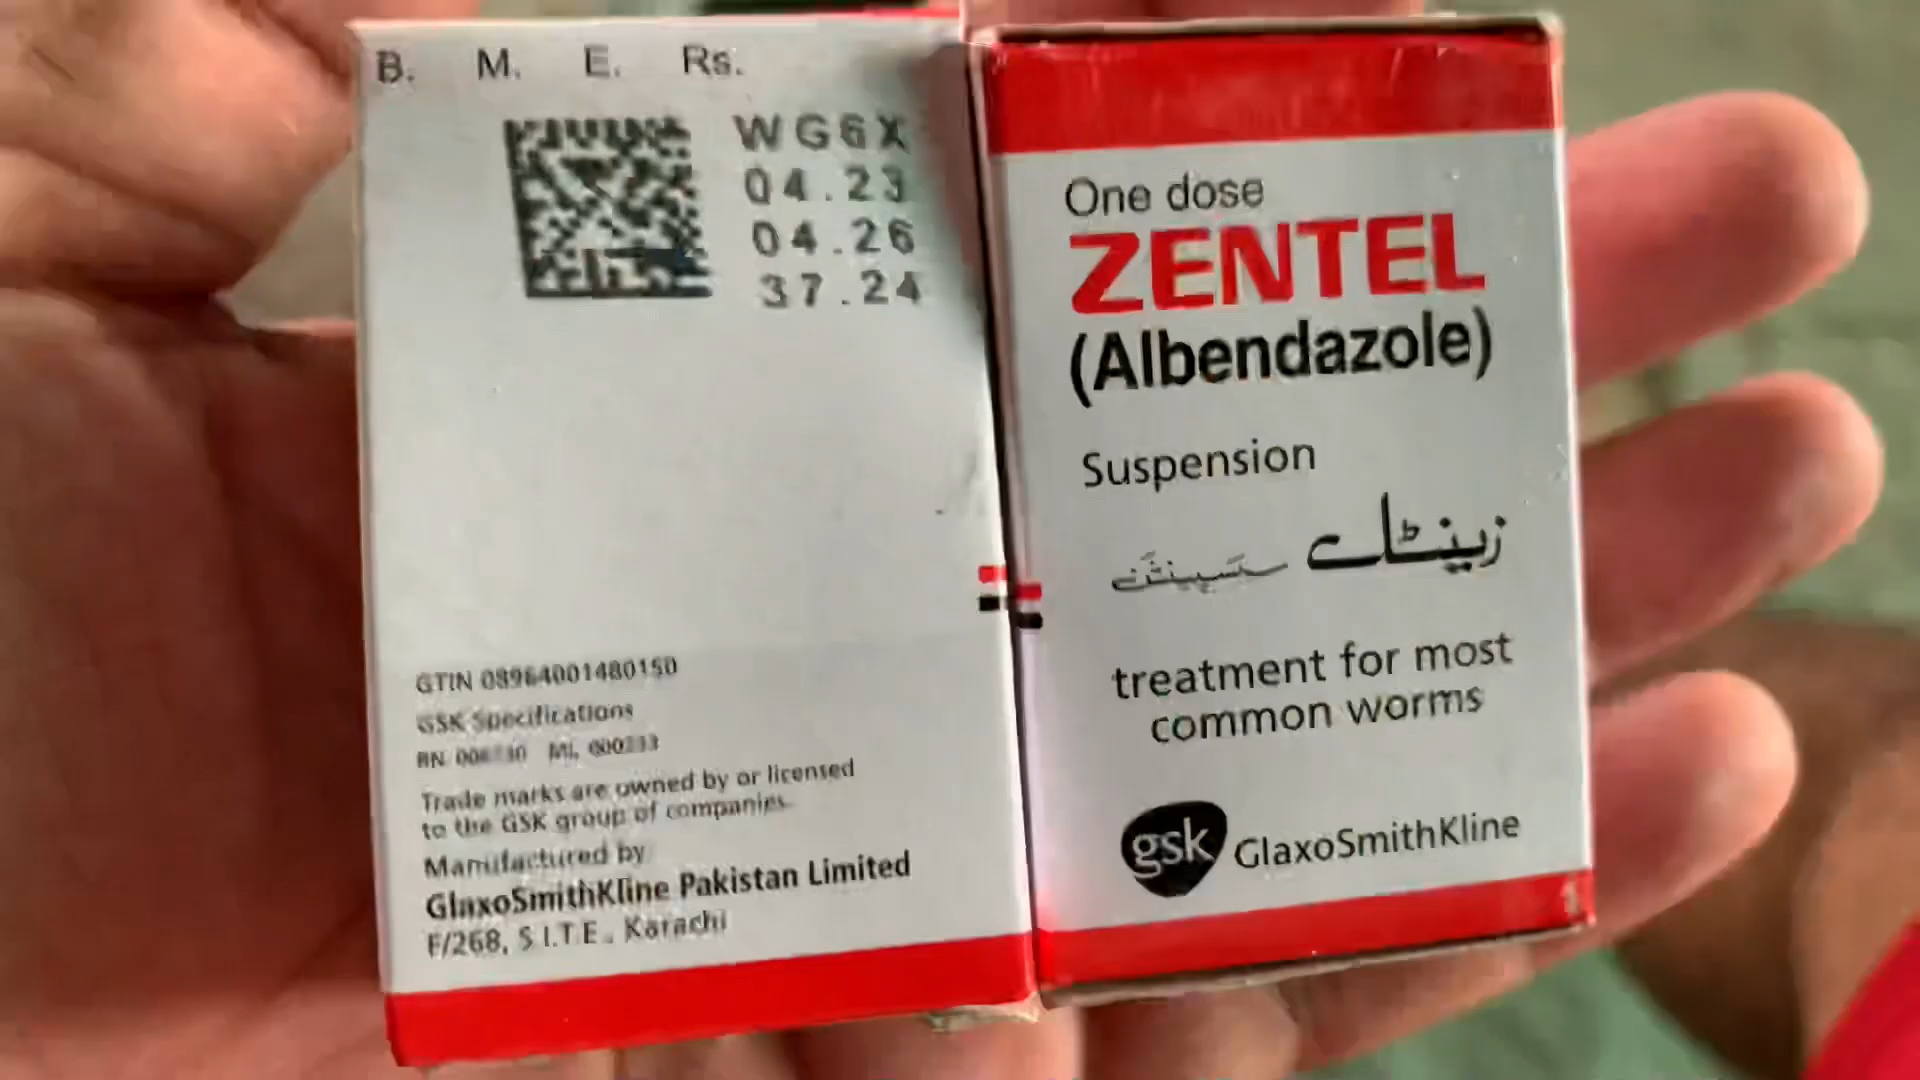 B. M. E. Rs.
WG6X
04.23
04.26
37.24
GTIN 08964001480150
GSK Specifications
Trade marks are owned by or licensed
to the GSK group of companies.
Manufactured by
GlaxoSmithKline Pakistan Limited
F/268, S.I.T.E., Karachi
One dose
ZENTEL
(Albendazole)
Suspension
زینٹل سسپینشن
treatment for most
common worms
gsk GlaxoSmithKline